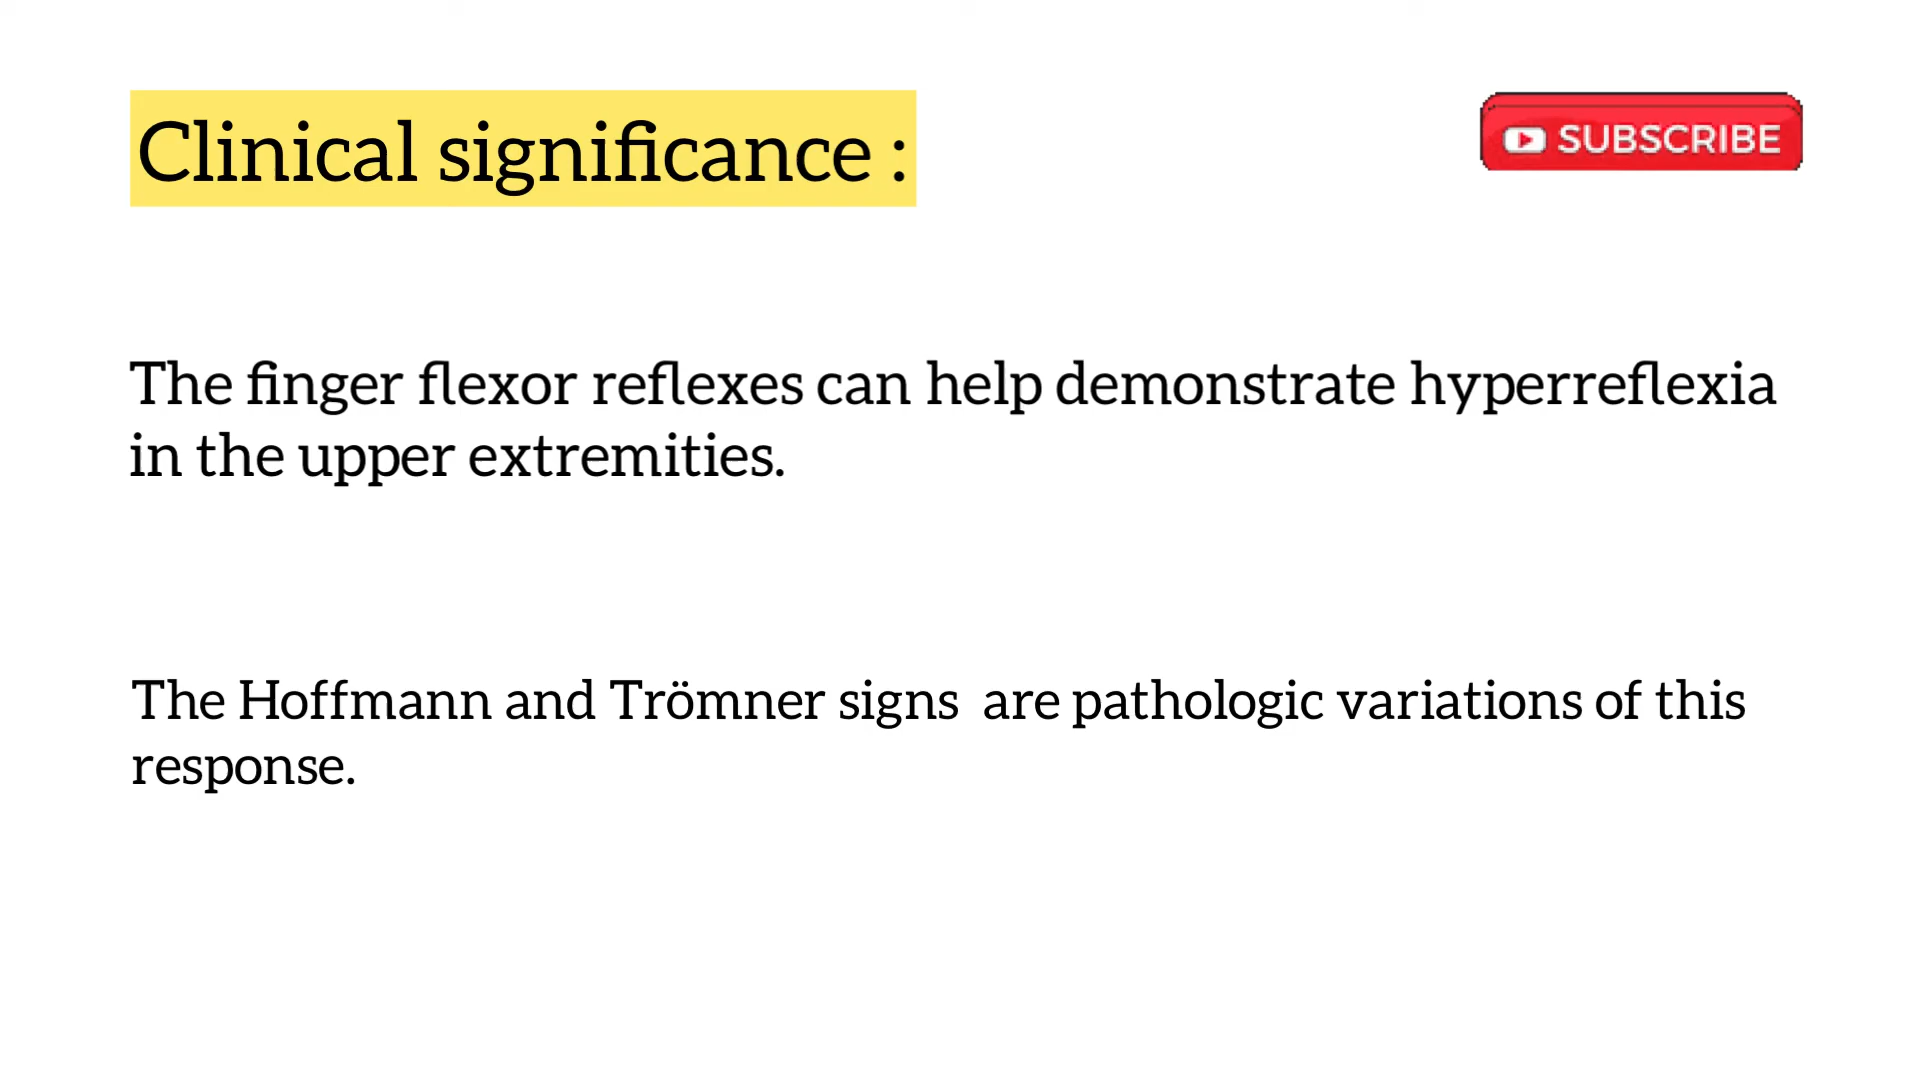 Clinical significance :
SUBSCRIBE
The finger flexor reflexes can help demonstrate hyperreflexia
in the upper extremities.
The Hoffmann and Trömner signs  are pathologic variations of this
response.